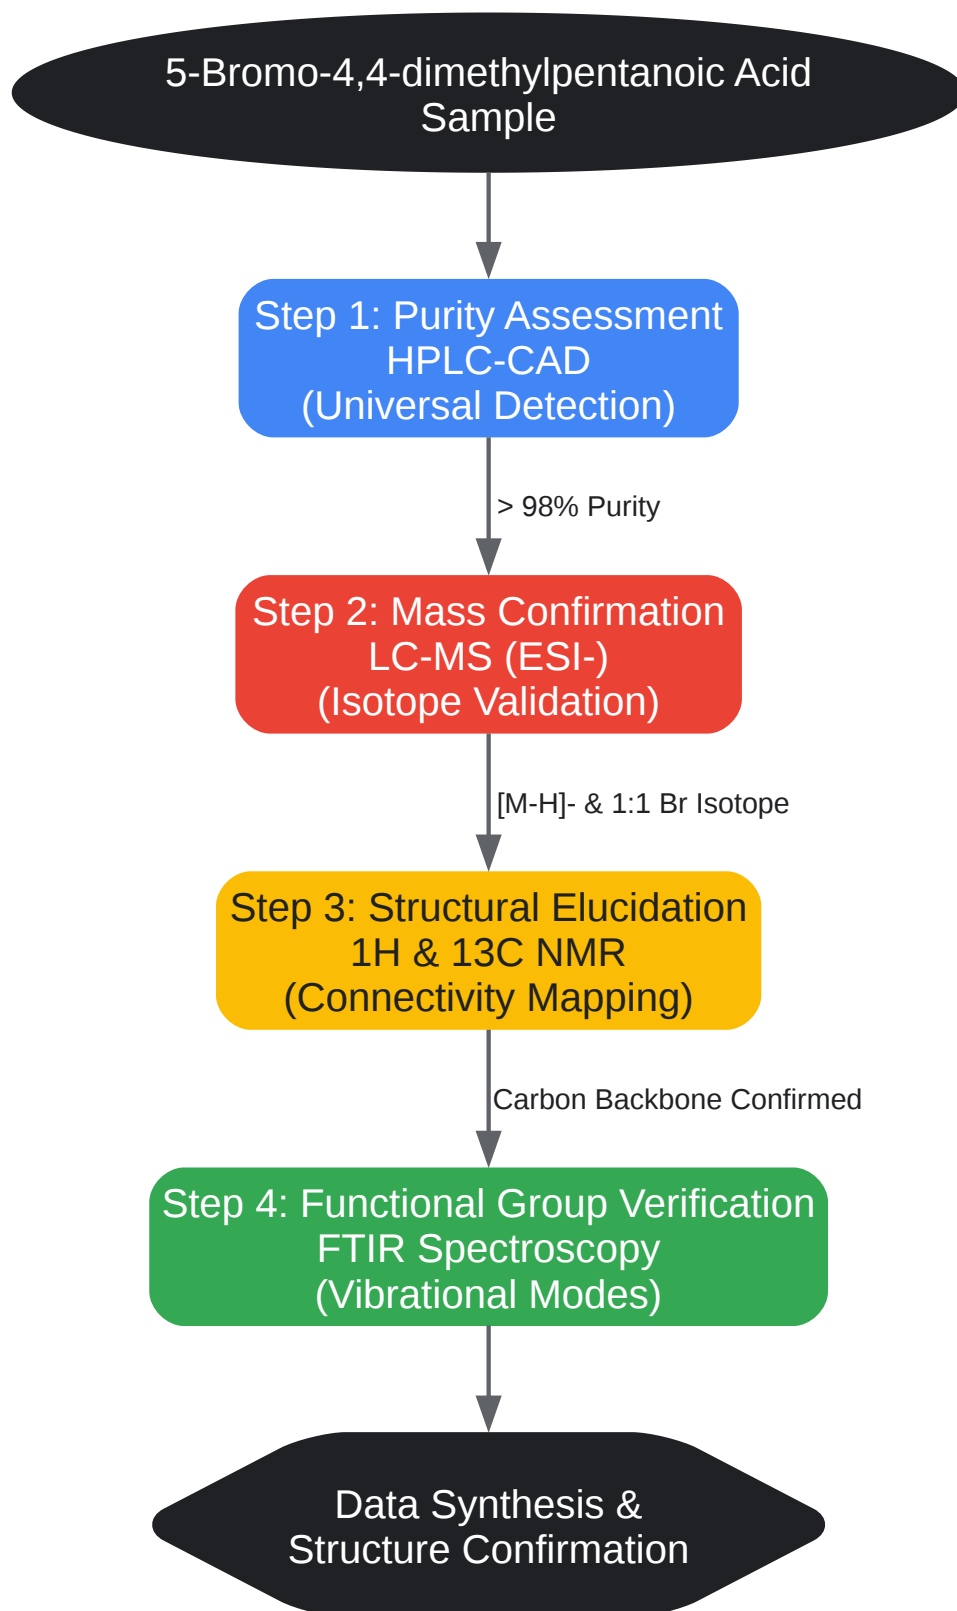 5-Bromo-4,4-dimethylpentanoic Acid
Sample
Step 1: Purity Assessment
HPLC-CAD
(Universal Detection)
> 98% Purity
Step 2: Mass Confirmation
LC-MS (ESI-)
(Isotope Validation)
[M-H]- & 1:1 Br Isotope
Step 3: Structural Elucidation
1H & 13C NMR
(Connectivity Mapping)
Carbon Backbone Confirmed
Step 4: Functional Group Verification
FTIR Spectroscopy
(Vibrational Modes)
Data Synthesis &
Structure Confirmation